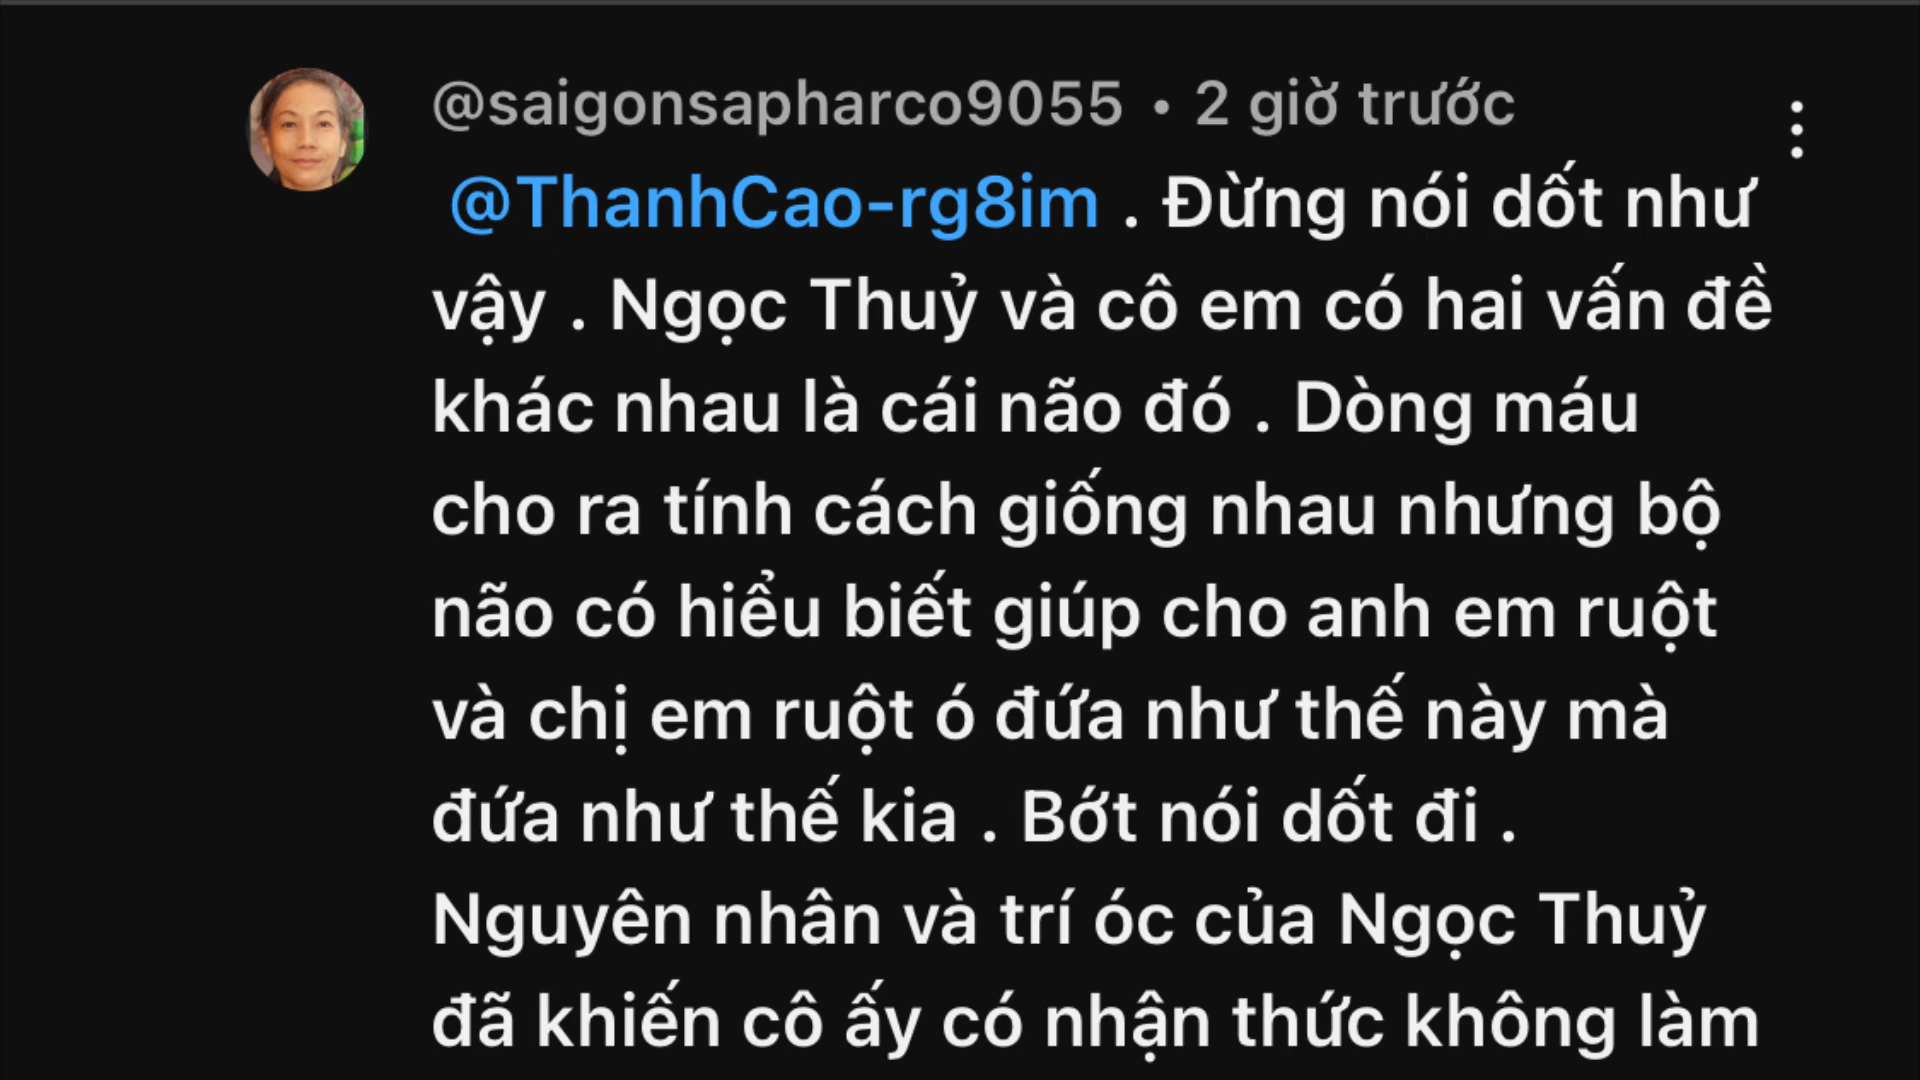 @saigonsapharco9055 • 2 giờ trước
@ThanhCao-rg8im . Đừng nói dốt như
vậy . Ngọc Thuỷ và cô em có hai vấn đề
khác nhau là cái não đó . Dòng máu
cho ra tính cách giống nhau nhưng bộ
não có hiểu biết giúp cho anh em ruột
và chị em ruột ó đứa như thế này mà
đứa như thế kia . Bớt nói dốt đi .
Nguyên nhân và trí óc của Ngọc Thuỷ
đã khiến cô ấy có nhận thức không làm